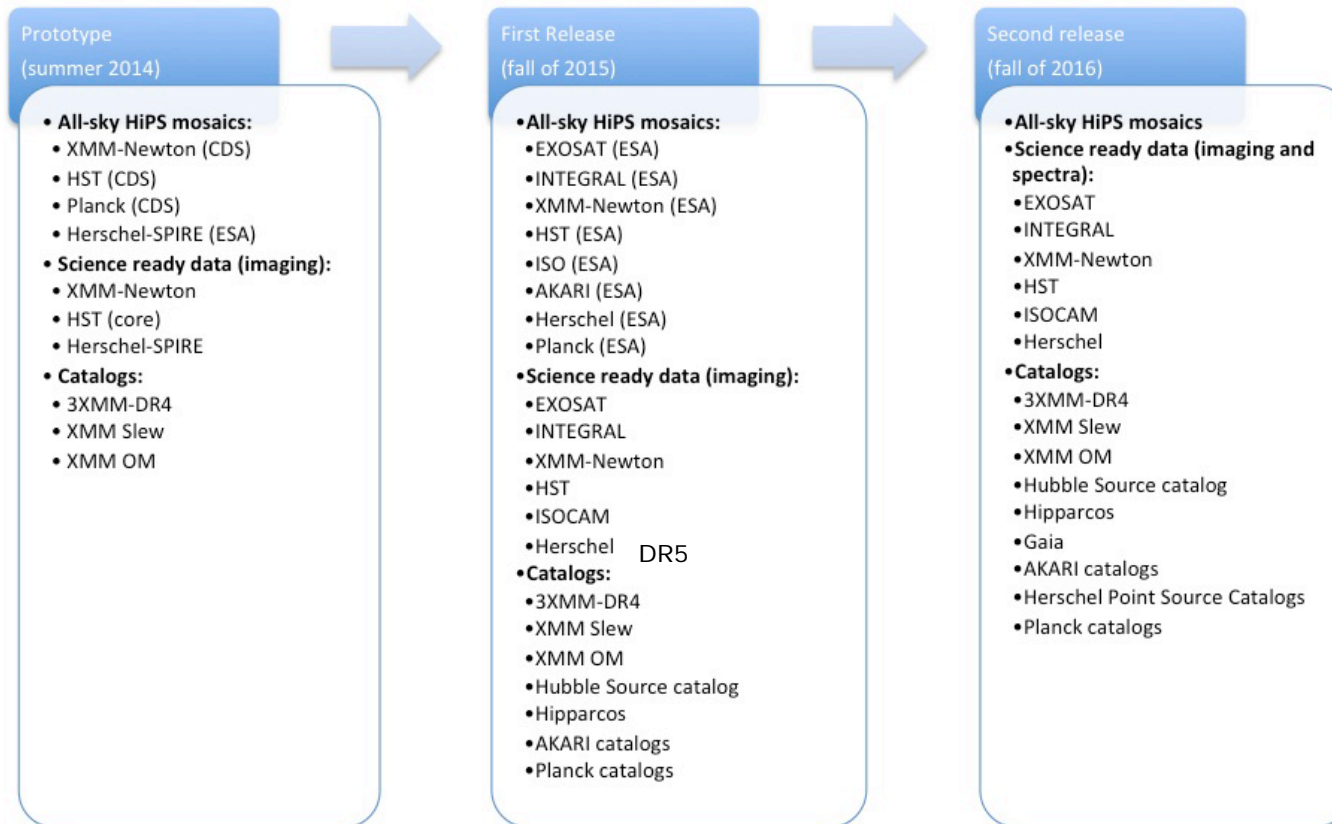 Prototype
(summer 2014)
• All-sky HiPS mosaics:
• XMM-Newton (CDS)
• HST (CDS)
• Planck (CDS)
• Herschel-SPIRE (ESA)
• Science ready data (imaging):
• XMM-Newton
• HST (core)
• Herschel-SPIRE
• Catalogs:
• 3XMM-DR4
• XMM Slew
• XMM OM
First Release
(fall of 2015)
•All-sky HiPS mosaics:
•EXOSAT (ESA)
•INTEGRAL (ESA)
•XMM-Newton (ESA)
•HST (ESA)
•ISO (ESA)
•AKARI (ESA)
•Herschel (ESA)
•Planck (ESA)
•Science ready data (imaging):
•EXOSAT
•INTEGRAL
•XMM-Newton
•HST
•ISOCAM
•Herschel
DR5
•Catalogs:
•3XMM-DR4
•XMM Slew
•XMM OM
•Hubble Source catalog
•Hipparcos
•AKARI catalogs
•Planck catalogs
Second release
(fall of 2016)
•All-sky HiPS mosaics
•Science ready data (imaging and
spectra):
•EXOSAT
•INTEGRAL
•XMM-Newton
•HST
•ISOCAM
•Herschel
•Catalogs:
•3XMM-DR4
•XMM Slew
•XMM OM
•Hubble Source catalog
•Hipparcos
•Gaia
•AKARI catalogs
•Herschel Point Source Catalogs
•Planck catalogs